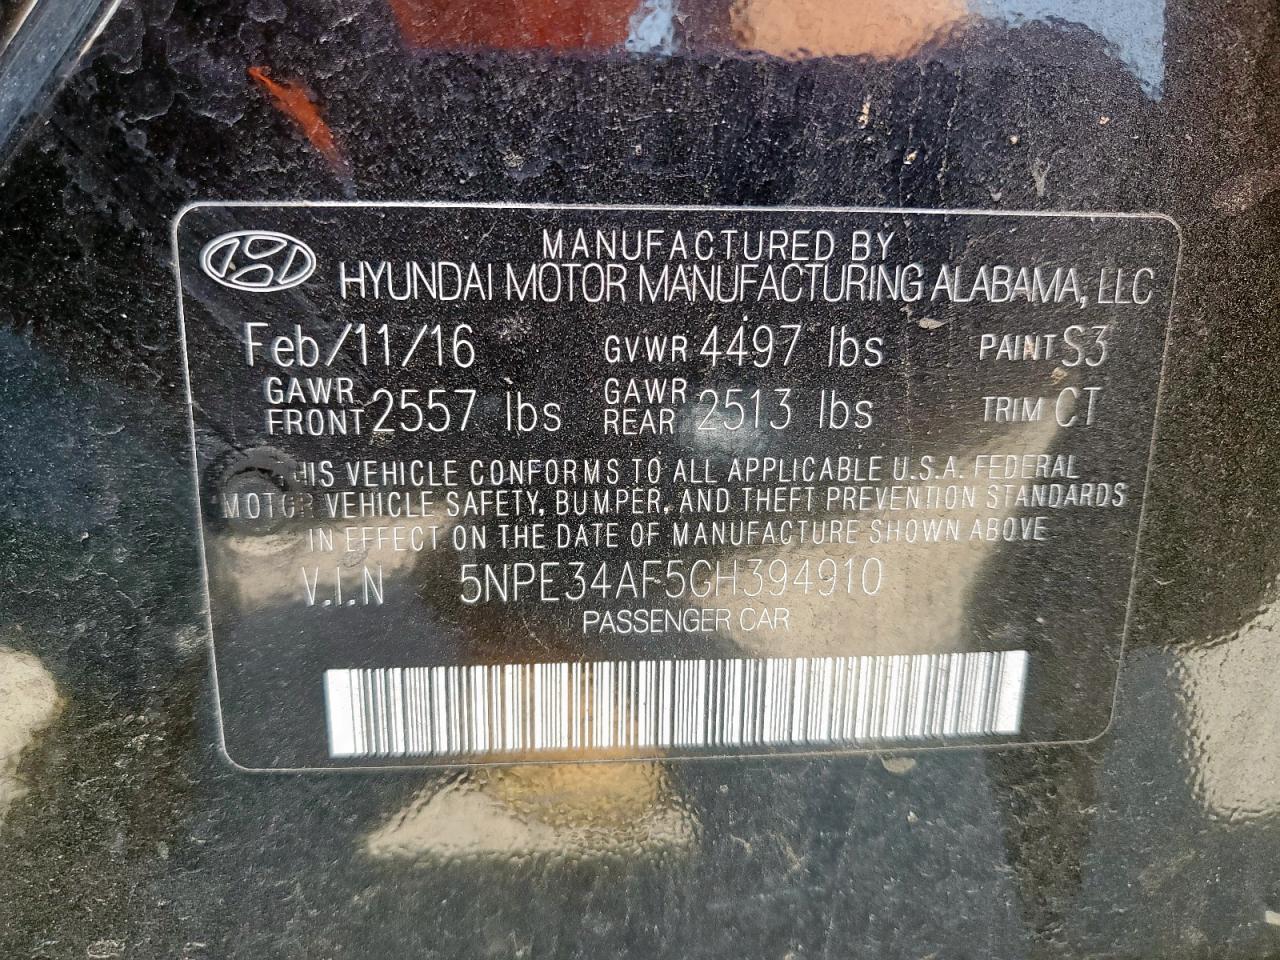 MANUFACTURED BY
HYUNDAI MOTOR MANUFACTURING ALABAMA, LLC
Feb/11/16 GVWR 4497 lbs PAINT S3
GAWR FRONT 2557 lbs GAWR REAR 2513 lbs TRIM CT
THIS VEHICLE CONFORMS TO ALL APPLICABLE U.S.A. FEDERAL
MOTOR VEHICLE SAFETY, BUMPER, AND THEFT PREVENTION STANDARDS
IN EFFECT ON THE DATE OF MANUFACTURE SHOWN ABOVE
V.I.N 5NPE34AF5GH394910
PASSENGER CAR